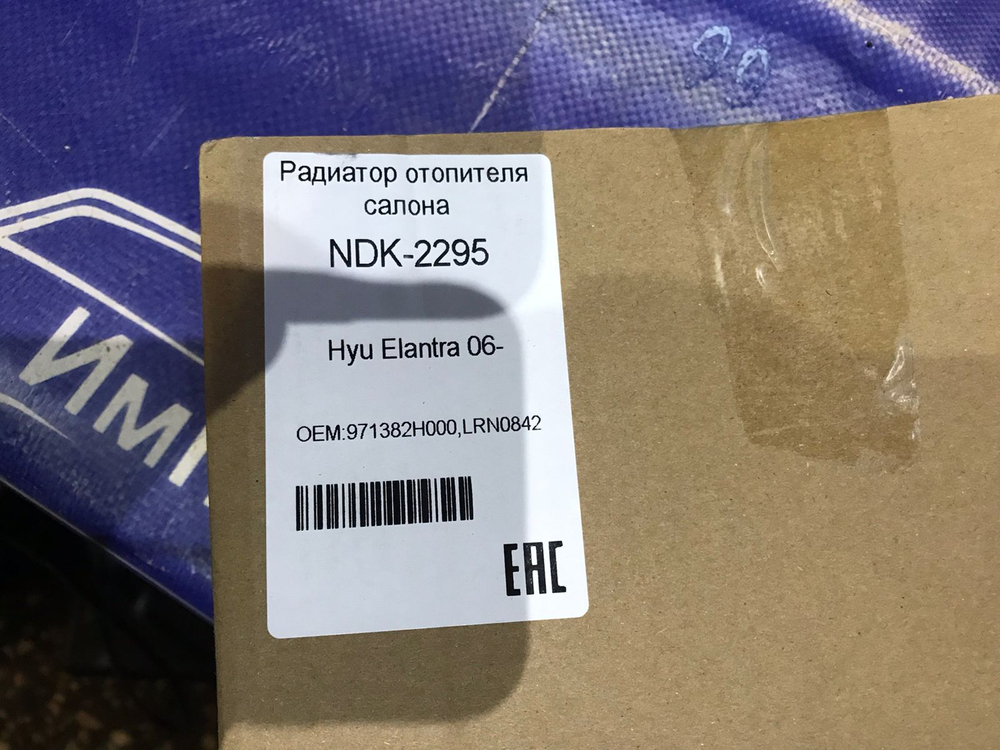 Радиатор отопителя
салона
NDK-2295
Hyu Elantra 06-
OEM:971382H000,LRN0842
EAC